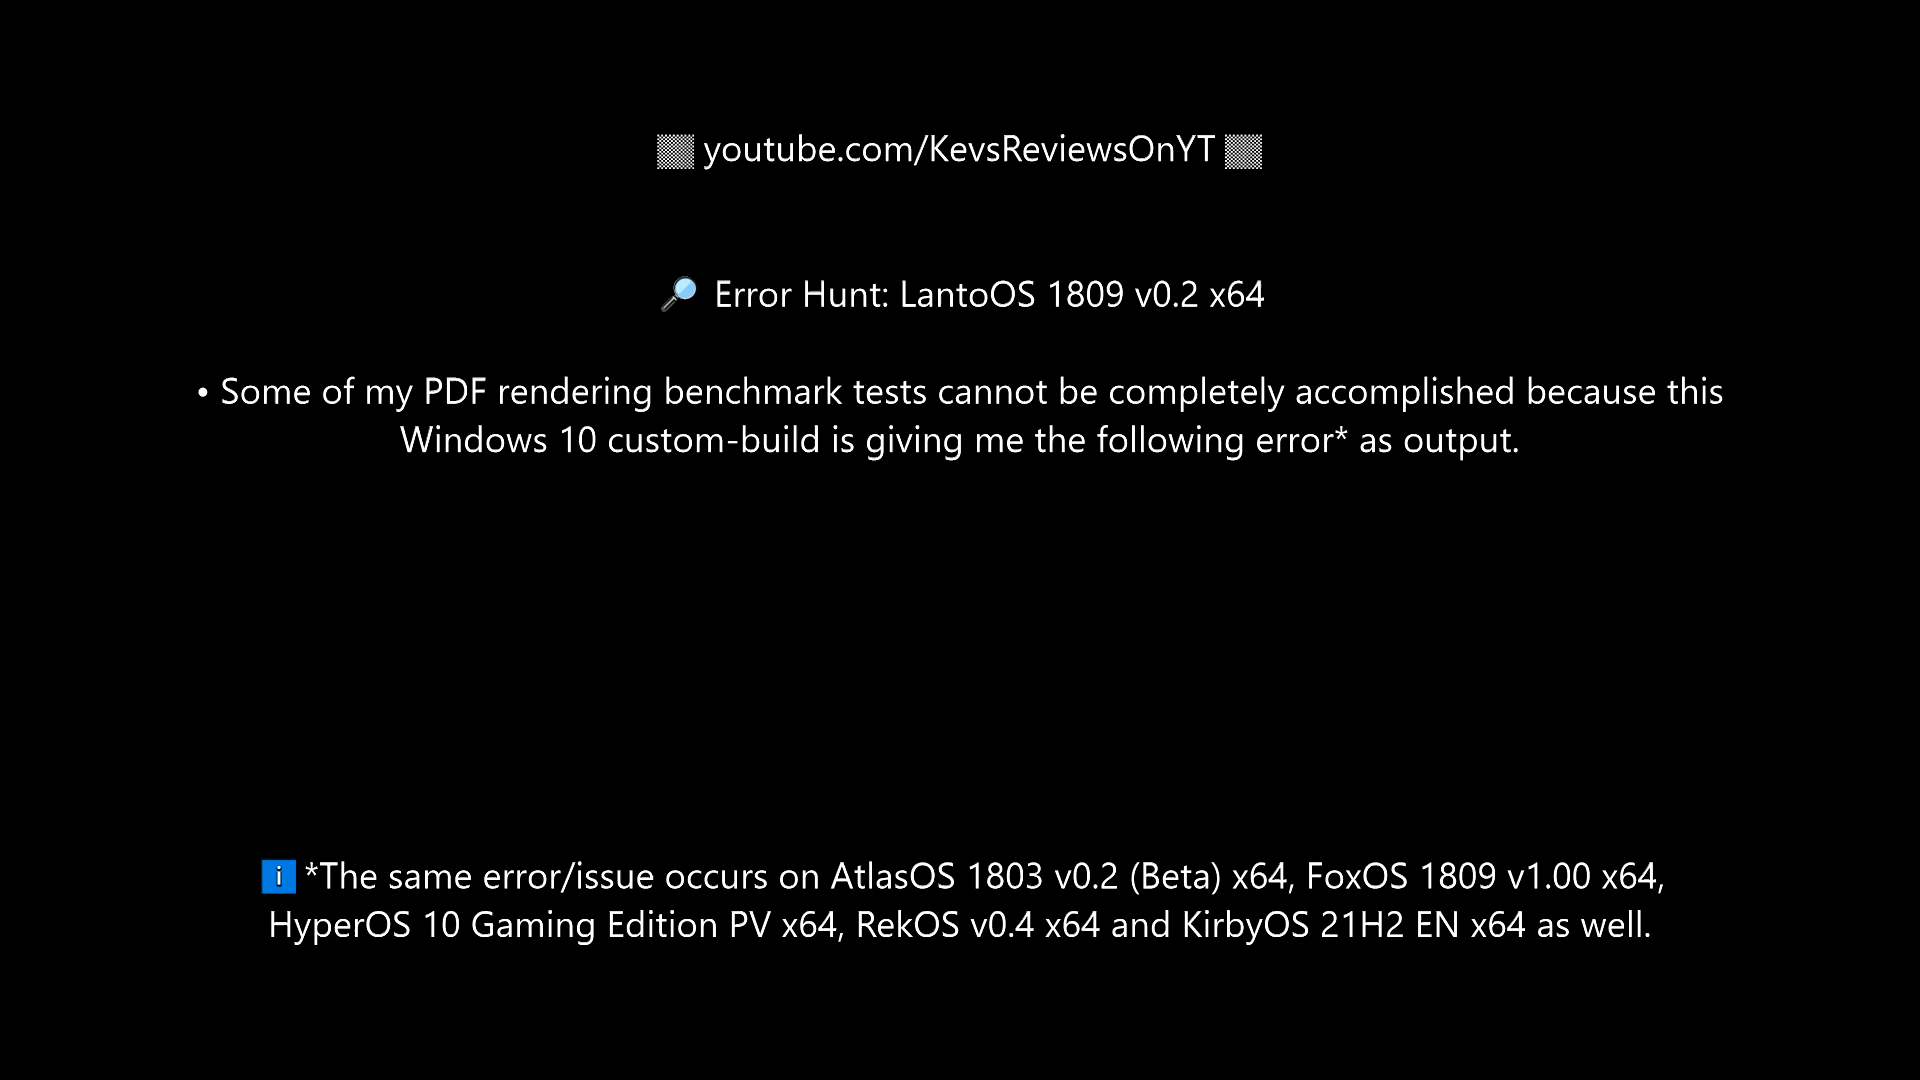 ▒ youtube.com/KevsReviewsOnYT ▒
🔎 Error Hunt: LantoOS 1809 v0.2 x64
• Some of my PDF rendering benchmark tests cannot be completely accomplished because this
Windows 10 custom-build is giving me the following error* as output.
ℹ *The same error/issue occurs on AtlasOS 1803 v0.2 (Beta) x64, FoxOS 1809 v1.00 x64,
HyperOS 10 Gaming Edition PV x64, RekOS v0.4 x64 and KirbyOS 21H2 EN x64 as well.